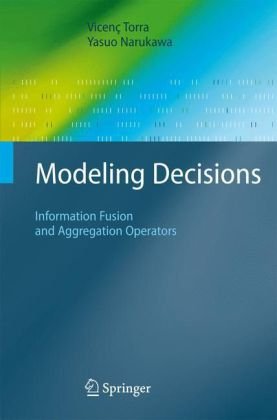 Vicenç Torra
Yasuo Narukawa
Modeling Decisions
Information Fusion
and Aggregation Operators
Springer